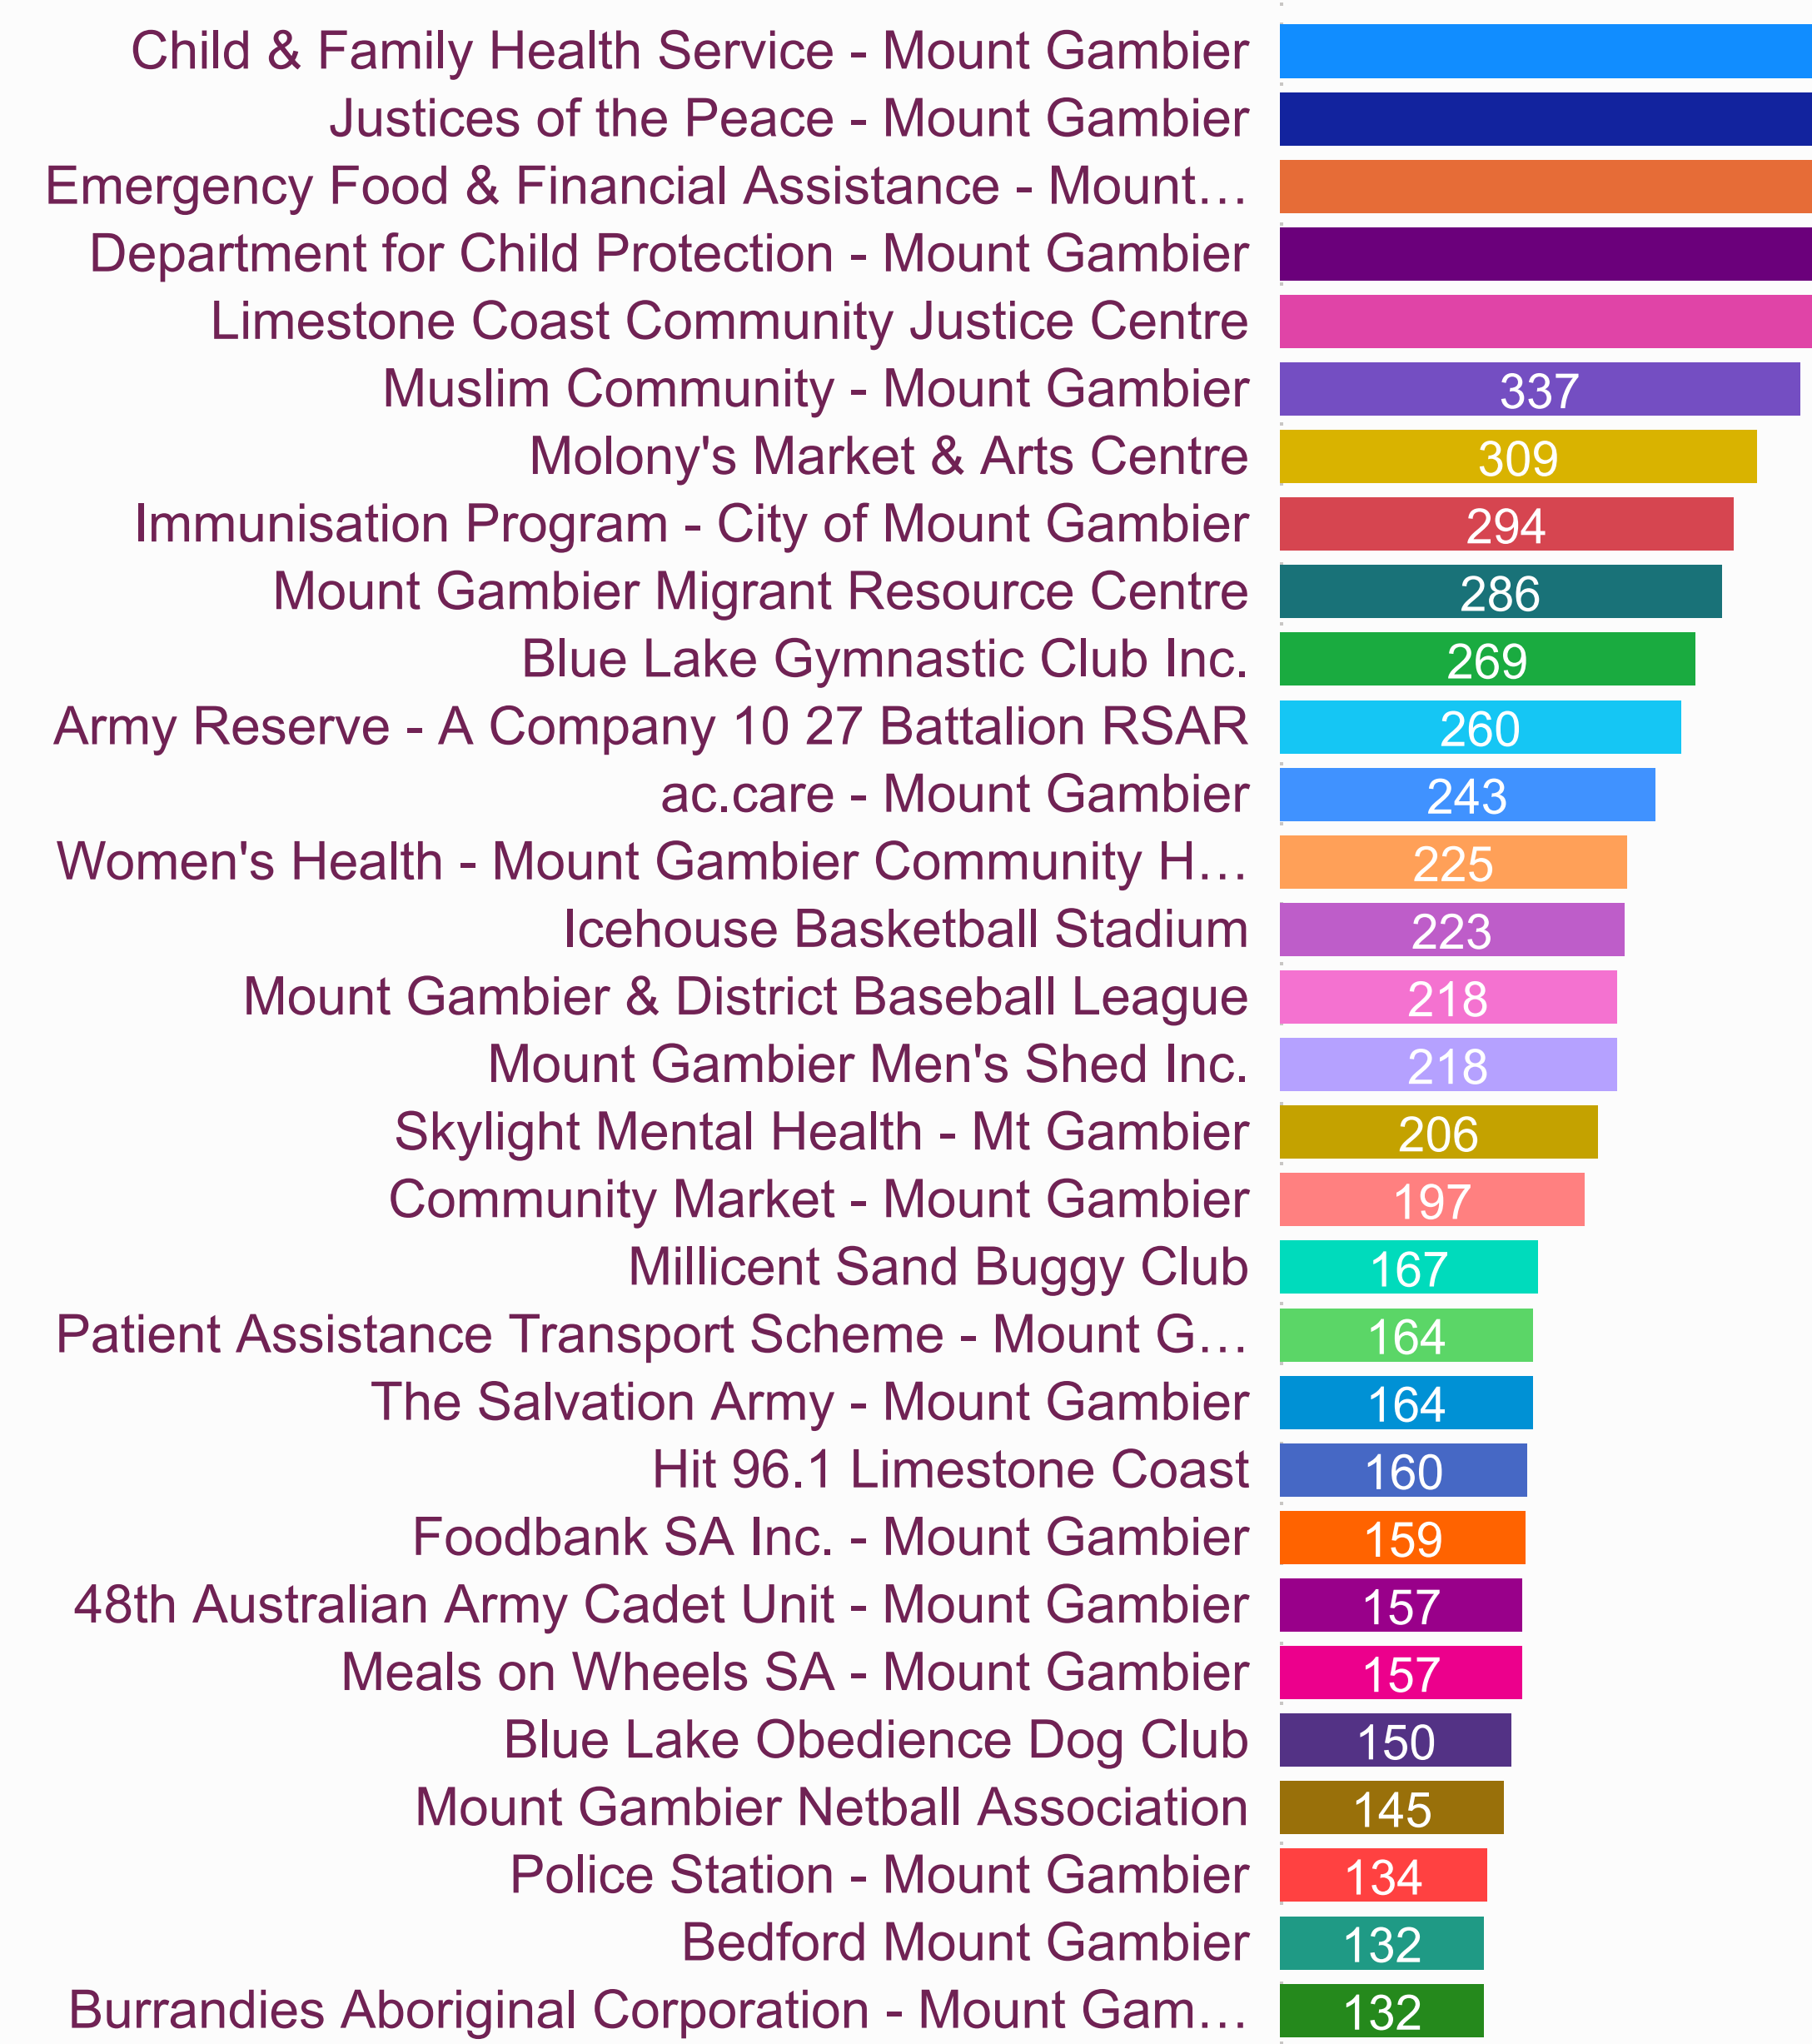 Child & Family Health Service - Mount Gambier
Justices of the Peace - Mount Gambier
Emergency Food & Financial Assistance - Mount…
Department for Child Protection - Mount Gambier
Limestone Coast Community Justice Centre
Muslim Community - Mount Gambier 337
Molony's Market & Arts Centre 309
Immunisation Program - City of Mount Gambier 294
Mount Gambier Migrant Resource Centre 286
Blue Lake Gymnastic Club Inc. 269
Army Reserve - A Company 10 27 Battalion RSAR 260
ac.care - Mount Gambier 243
Women's Health - Mount Gambier Community H… 225
Icehouse Basketball Stadium 223
Mount Gambier & District Baseball League 218
Mount Gambier Men's Shed Inc. 218
Skylight Mental Health - Mt Gambier 206
Community Market - Mount Gambier 197
Millicent Sand Buggy Club 167
Patient Assistance Transport Scheme - Mount G… 164
The Salvation Army - Mount Gambier 164
Hit 96.1 Limestone Coast 160
Foodbank SA Inc. - Mount Gambier 159
48th Australian Army Cadet Unit - Mount Gambier 157
Meals on Wheels SA - Mount Gambier 157
Blue Lake Obedience Dog Club 150
Mount Gambier Netball Association 145
Police Station - Mount Gambier 134
Bedford Mount Gambier 132
Burrandies Aboriginal Corporation - Mount Gam… 132